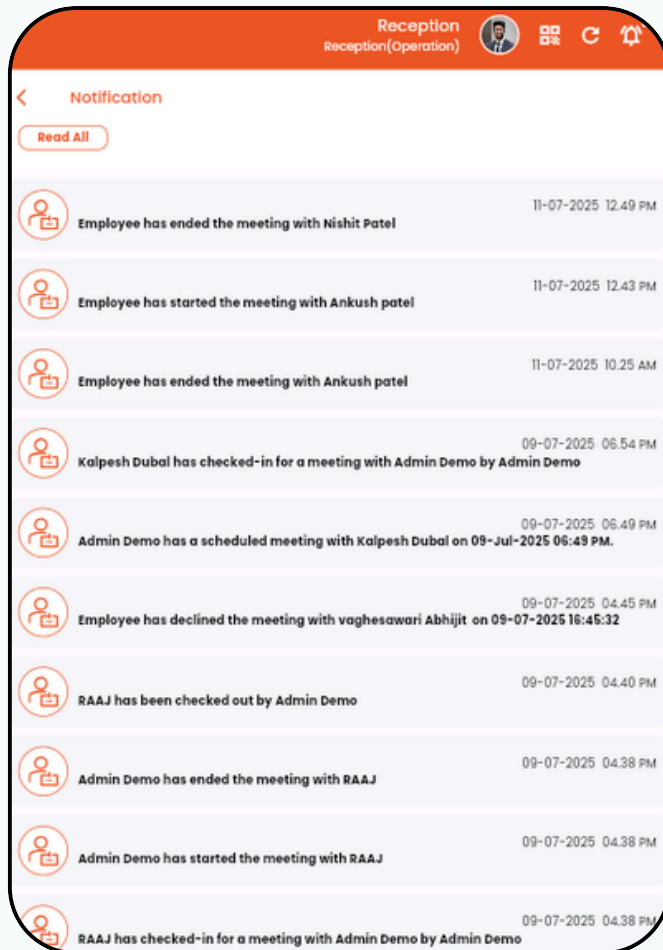 Reception
Reception(Operation)
Notification
Read All
11-07-2025 12.49 PM
Employee has ended the meeting with Nishit Patel
11-07-2025 12.43 PM
Employee has started the meeting with Ankush patel
11-07-2025 10.25 AM
Employee has ended the meeting with Ankush patel
09-07-2025 06.54 PM
Kalpesh Dubal has checked-in for a meeting with Admin Demo by Admin Demo
09-07-2025 06.49 PM
Admin Demo has a scheduled meeting with Kalpesh Dubal on 09-Jul-2025 06:49 PM.
09-07-2025 04.45 PM
Employee has declined the meeting with vaghesawari Abhijit on 09-07-2025 16:45:32
09-07-2025 04.40 PM
RAAJ has been checked out by Admin Demo
09-07-2025 04.38 PM
Admin Demo has ended the meeting with RAAJ
09-07-2025 04.38 PM
Admin Demo has started the meeting with RAAJ
09-07-2025 04.38 PM
RAAJ has checked-in for a meeting with Admin Demo by Admin Demo